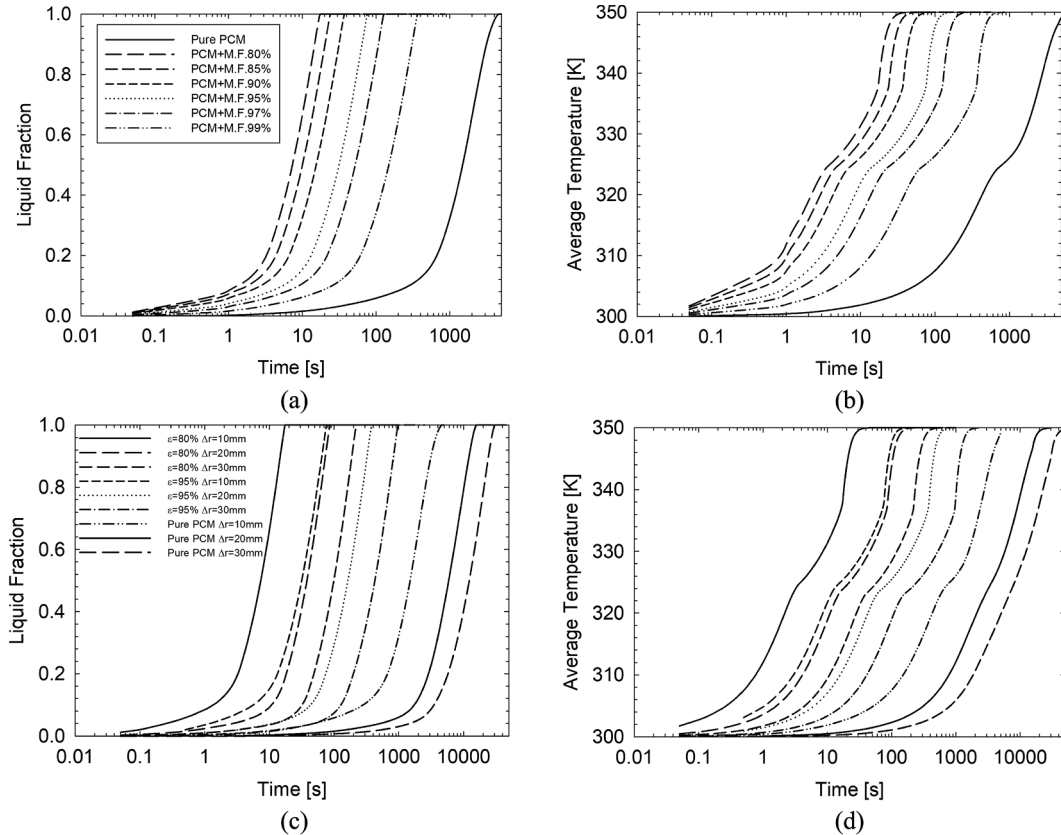 1.0
0.8
0.6
0.4
0.2
0.0
Liquid Fraction
Pure PCM
PCM+M.F.80%
PCM+M.F.85%
PCM+M.F.90%
PCM+M.F.95%
PCM+M.F.97%
PCM+M.F.99%
0.01 0.1 1 10 100 1000
Time [s]
(a)
350
340
330
320
310
300
Average Temperature [K]
0.01 0.1 1 10 100 1000
Time [s]
(b)
1.0
0.8
0.6
0.4
0.2
0.0
Liquid Fraction
ε=80% Δr=10mm
ε=80% Δr=20mm
ε=80% Δr=30mm
ε=95% Δr=10mm
ε=95% Δr=20mm
ε=95% Δr=30mm
Pure PCM Δr=10mm
Pure PCM Δr=20mm
Pure PCM Δr=30mm
0.01 0.1 1 10 100 1000 10000
Time [s]
(c)
350
340
330
320
310
300
Average Temperature [K]
0.01 0.1 1 10 100 1000 10000
Time [s]
(d)